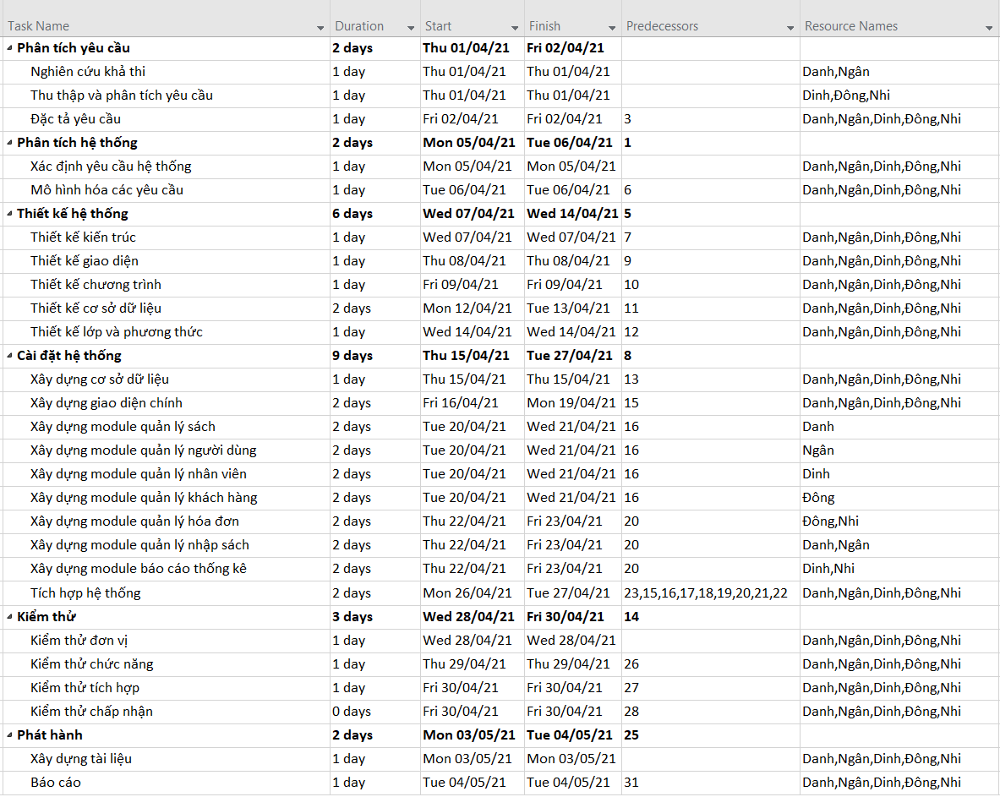 Task Name Duration Start Finish Predecessors Resource Names
Phân tích yêu cầu 2 days Thu 01/04/21 Fri 02/04/21
Nghiên cứu khả thi 1 day Thu 01/04/21 Thu 01/04/21 Danh,Ngân
Thu thập và phân tích yêu cầu 1 day Thu 01/04/21 Thu 01/04/21 Dinh,Đông,Nhi
Đặc tả yêu cầu 1 day Fri 02/04/21 Fri 02/04/21 3 Danh,Ngân,Dinh,Đông,Nhi
Phân tích hệ thống 2 days Mon 05/04/21 Tue 06/04/21 1
Xác định yêu cầu hệ thống 1 day Mon 05/04/21 Mon 05/04/21 Danh,Ngân,Dinh,Đông,Nhi
Mô hình hóa các yêu cầu 1 day Tue 06/04/21 Tue 06/04/21 6 Danh,Ngân,Dinh,Đông,Nhi
Thiết kế hệ thống 6 days Wed 07/04/21 Wed 14/04/21 5
Thiết kế kiến trúc 1 day Wed 07/04/21 Wed 07/04/21 7 Danh,Ngân,Dinh,Đông,Nhi
Thiết kế giao diện 1 day Thu 08/04/21 Thu 08/04/21 9 Danh,Ngân,Dinh,Đông,Nhi
Thiết kế chương trình 1 day Fri 09/04/21 Fri 09/04/21 10 Danh,Ngân,Dinh,Đông,Nhi
Thiết kế cơ sở dữ liệu 2 days Mon 12/04/21 Tue 13/04/21 11 Danh,Ngân,Dinh,Đông,Nhi
Thiết kế lớp và phương thức 1 day Wed 14/04/21 Wed 14/04/21 12 Danh,Ngân,Dinh,Đông,Nhi
Cài đặt hệ thống 9 days Thu 15/04/21 Tue 27/04/21 8
Xây dựng cơ sở dữ liệu 1 day Thu 15/04/21 Thu 15/04/21 13 Danh,Ngân,Dinh,Đông,Nhi
Xây dựng giao diện chính 2 days Fri 16/04/21 Mon 19/04/21 15 Danh,Ngân,Dinh,Đông,Nhi
Xây dựng module quản lý sách 2 days Tue 20/04/21 Wed 21/04/21 16 Danh
Xây dựng module quản lý người dùng 2 days Tue 20/04/21 Wed 21/04/21 16 Ngân
Xây dựng module quản lý nhân viên 2 days Tue 20/04/21 Wed 21/04/21 16 Dinh
Xây dựng module quản lý khách hàng 2 days Tue 20/04/21 Wed 21/04/21 16 Đông
Xây dựng module quản lý hóa đơn 2 days Thu 22/04/21 Fri 23/04/21 20 Đông,Nhi
Xây dựng module quản lý nhập sách 2 days Thu 22/04/21 Fri 23/04/21 20 Danh,Ngân
Xây dựng module báo cáo thống kê 2 days Thu 22/04/21 Fri 23/04/21 20 Dinh,Nhi
Tích hợp hệ thống 2 days Mon 26/04/21 Tue 27/04/21 23,15,16,17,18,19,20,21,22 Danh,Ngân,Dinh,Đông,Nhi
Kiểm thử 3 days Wed 28/04/21 Fri 30/04/21 14
Kiểm thử đơn vị 1 day Wed 28/04/21 Wed 28/04/21 Danh,Ngân,Dinh,Đông,Nhi
Kiểm thử chức năng 1 day Thu 29/04/21 Thu 29/04/21 26 Danh,Ngân,Dinh,Đông,Nhi
Kiểm thử tích hợp 1 day Fri 30/04/21 Fri 30/04/21 27 Danh,Ngân,Dinh,Đông,Nhi
Kiểm thử chấp nhận 0 days Fri 30/04/21 Fri 30/04/21 28 Danh,Ngân,Dinh,Đông,Nhi
Phát hành 2 days Mon 03/05/21 Tue 04/05/21 25
Xây dựng tài liệu 1 day Mon 03/05/21 Mon 03/05/21 Danh,Ngân,Dinh,Đông,Nhi
Báo cáo 1 day Tue 04/05/21 Tue 04/05/21 31 Danh,Ngân,Dinh,Đông,Nhi